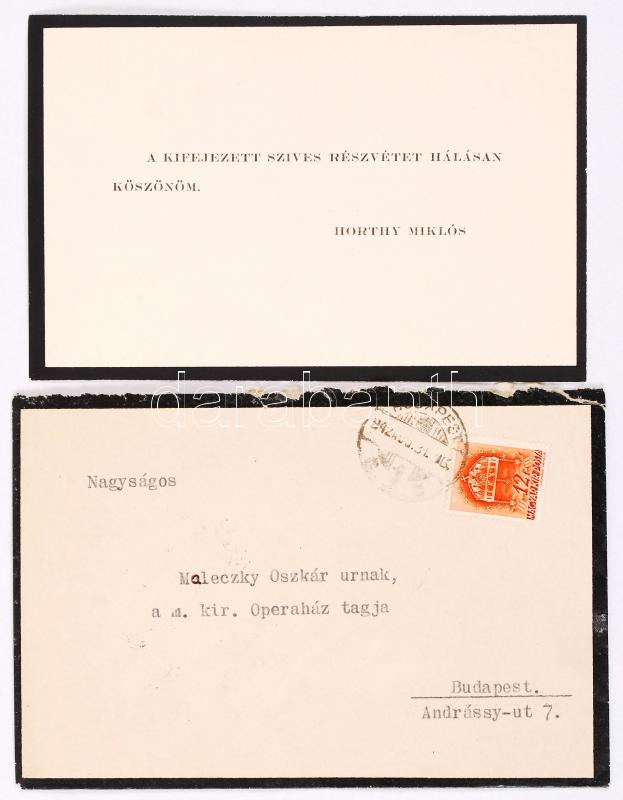 A KIFEJEZETT SZIVES RÉSZVÉTET HÁLÁSAN
KÖSZÖNÖM.
HORTHY MIKLÓS
darabanth
Nagyságos
12 f
Maleczky Oszkár urnak,
a m. kir. Operaház tagja
Budapest.
Andrássy-ut 7.